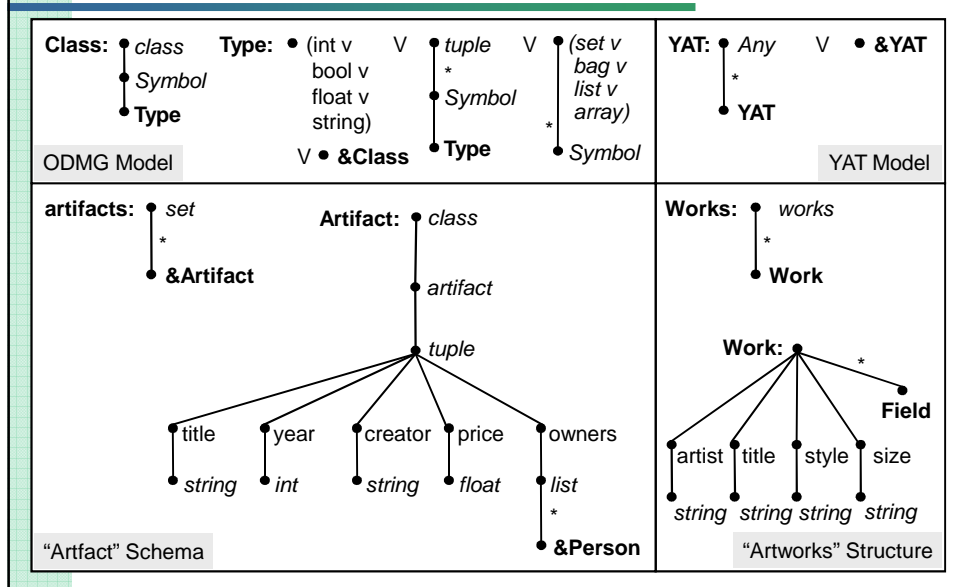 Class: class
Symbol
Type
Type: (int v
bool v
float v
string)
V &Class
V tuple
*
Symbol
Type
V (set v
bag v
list v
array)
*
Symbol
ODMG Model
YAT: Any V &YAT
*
YAT
YAT Model
artifacts: set
*
&Artifact
Artifact: class
artifact
tuple
title year creator price owners
string int string float list
*
&Person
"Artfact" Schema
Works: works
*
Work
Work:
*
Field
artist title style size
string string string string
"Artworks" Structure